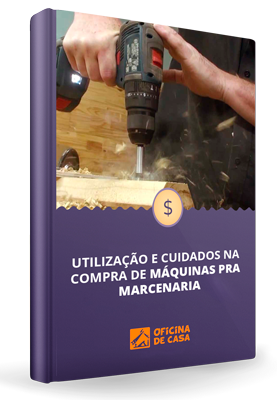 $
UTILIZAÇÃO E CUIDADOS NA
COMPRA DE MÁQUINAS PRA
MARCENARIA
OFICINA
DE CASA